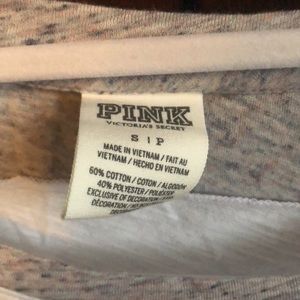 PINK
VICTORIA'S SECRET
S | P
MADE IN VIETNAM / FAIT AU
VIETNAM / HECHO EN VIETNAM
60% COTTON / COTON / ALGODÓN
40% POLYESTER / POLIÉSTER
EXCLUSIVE OF DECORATION /
DÉCORATION